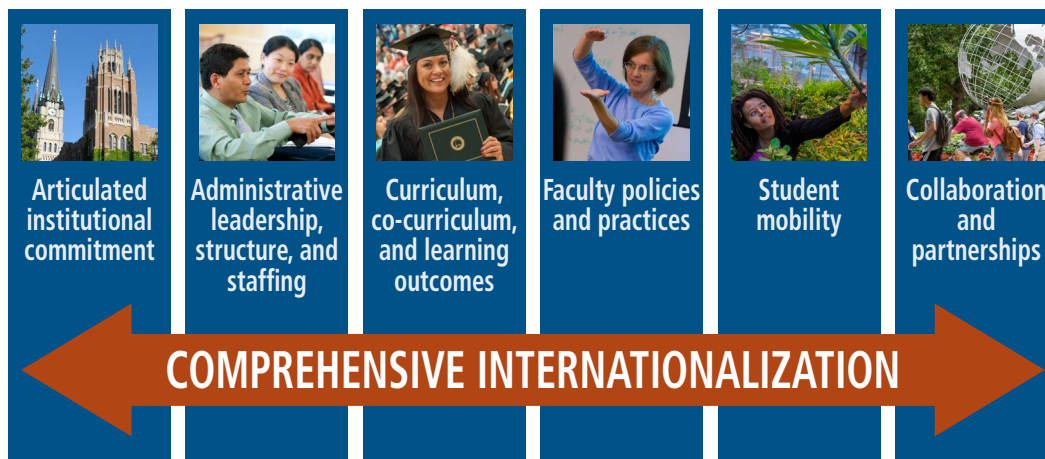 Articulated
institutional
commitment
Administrative
leadership,
structure, and
staffing
Curriculum,
co-curriculum,
and learning
outcomes
Faculty policies
and practices
Student
mobility
Collaboration
and
partnerships
COMPREHENSIVE INTERNATIONALIZATION